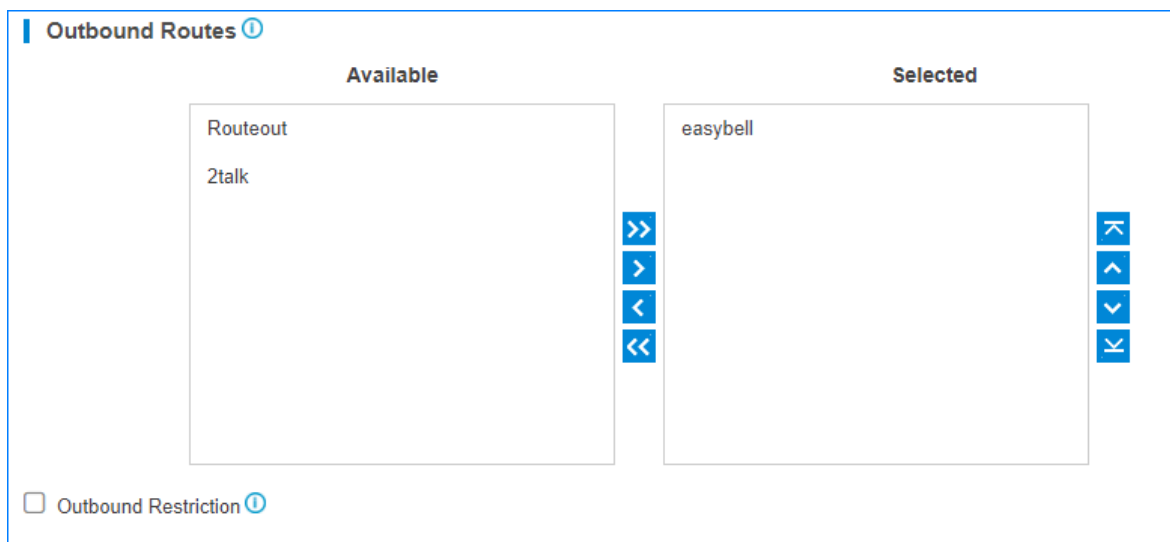 Outbound Routes
Available
Selected
Routeout
2talk
easybell
Outbound Restriction